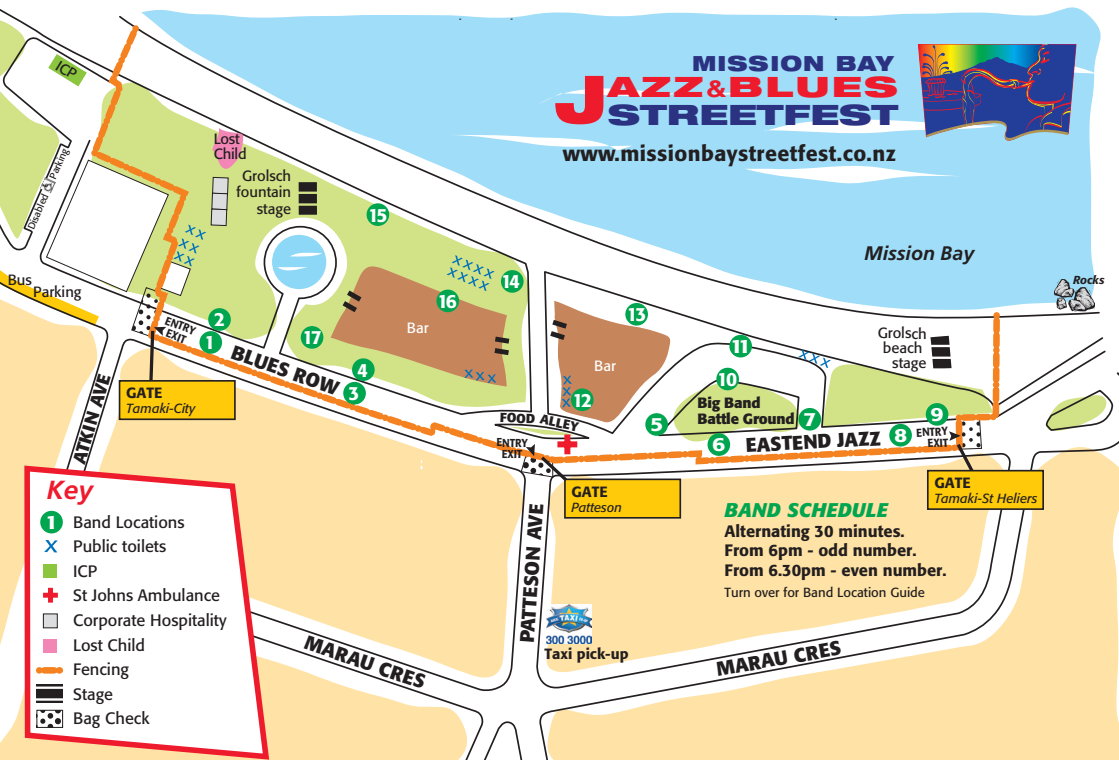 MISSION BAY
JAZZ & BLUES
STREETFEST
www.missionbaystreetfest.co.nz
ICP
Lost
Child
Grolsch
fountain
stage
Disabled Parking
Bus
Parking
Mission Bay
Rocks
15
14
16
Bar
13
Bar
12
17
2
1
ENTRY
EXIT
BLUES ROW
4
3
GATE
Tamaki-City
ATKIN AVE
FOOD ALLEY
ENTRY
EXIT
GATE
Patteson
11
10
Big Band
Battle Ground
5
6
7
EASTEND JAZZ
8
9
Grolsch
beach
stage
ENTRY
EXIT
GATE
Tamaki-St Heliers
Key
1 Band Locations
X Public toilets
ICP
St Johns Ambulance
Corporate Hospitality
Lost Child
Fencing
Stage
Bag Check
BAND SCHEDULE
Alternating 30 minutes.
From 6pm - odd number.
From 6.30pm - even number.
Turn over for Band Location Guide
PATTESON AVE
TAXI
300 3000
Taxi pick-up
MARAU CRES
MARAU CRES